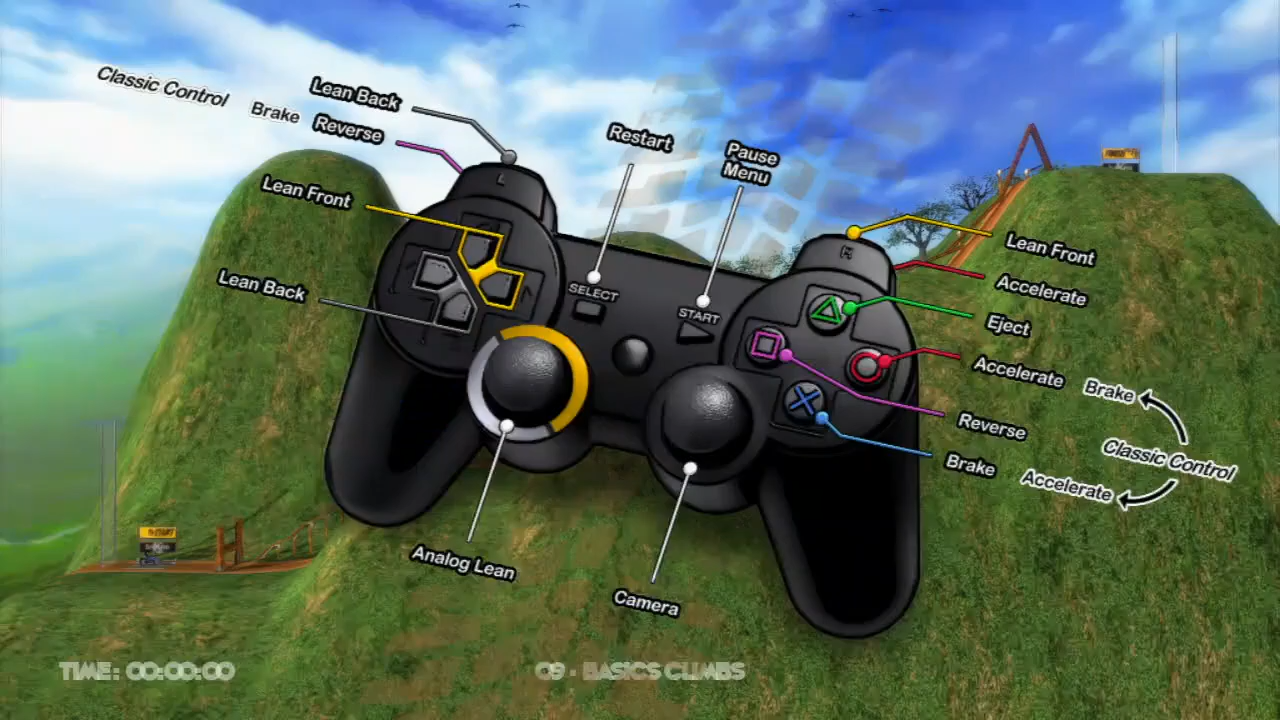 Classic Control
Brake
Lean Back
Reverse
Restart
Pause
Menu
Lean Front
Lean Back
L
R
SELECT
START
Lean Front
Accelerate
Eject
Accelerate
Brake
Reverse
Classic Control
Brake
Accelerate
Analog Lean
Camera
TIME: 00:00:00
09 - BASICS CLIMBS